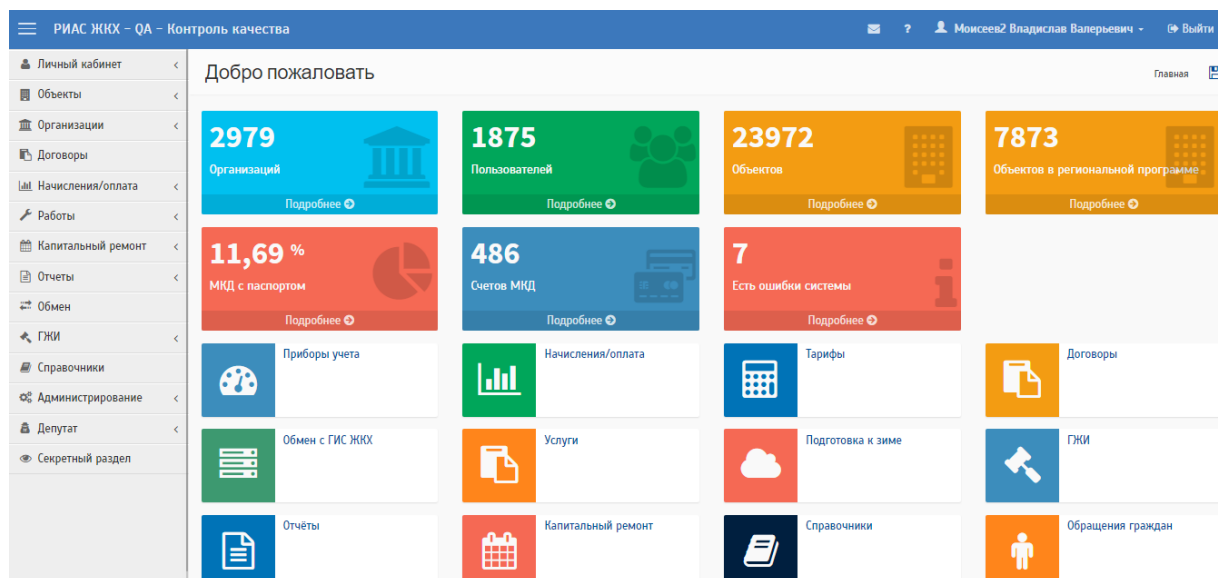 РИАС ЖКХ - QA - Контроль качества
? Моисеев2 Владислав Валерьевич Выйти
Личный кабинет
Объекты
Организации
Договоры
Начисления/оплата
Работы
Капитальный ремонт
Отчеты
Обмен
ГЖИ
Справочники
Администрирование
Депутат
Секретный раздел
Добро пожаловать
Главная
2979
Организаций
Подробнее
1875
Пользователей
Подробнее
23972
Объектов
Подробнее
7873
Объектов в региональной программе
Подробнее
11,69 %
МКД с паспортом
Подробнее
486
Счетов МКД
Подробнее
7
Есть ошибки системы
Подробнее
Приборы учета
Начисления/оплата
Тарифы
Договоры
Обмен с ГИС ЖКХ
Услуги
Подготовка к зиме
ГЖИ
Отчёты
Капитальный ремонт
Справочники
Обращения граждан